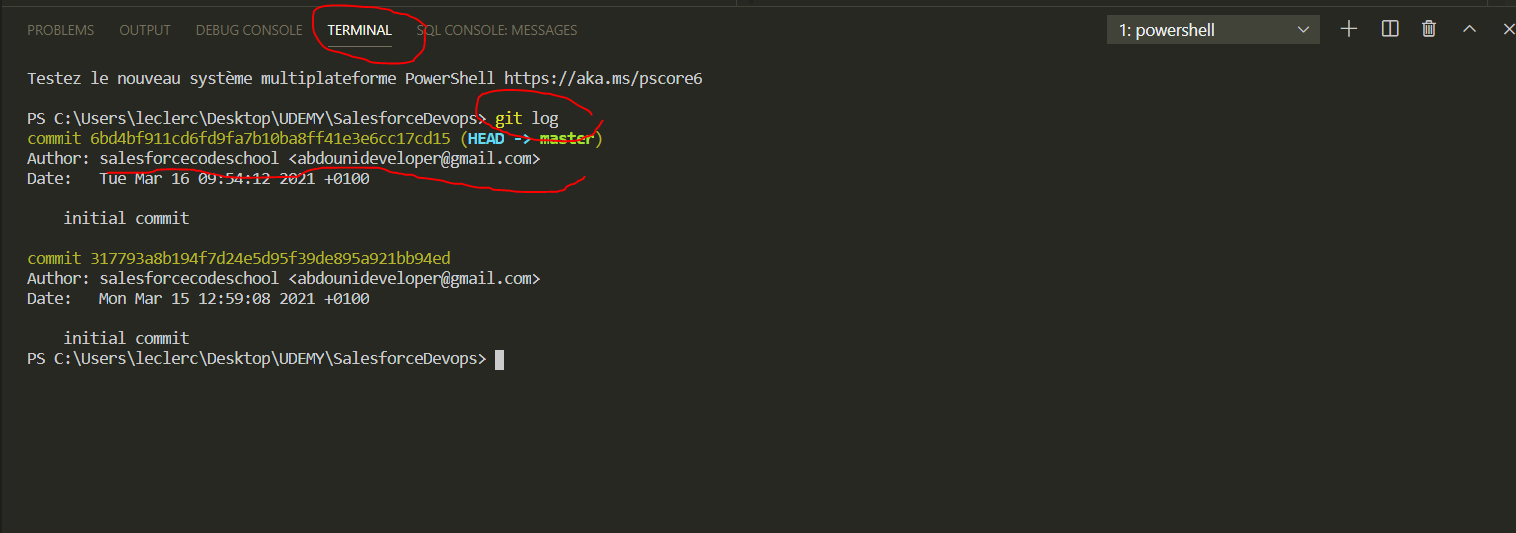 PROBLEMS OUTPUT DEBUG CONSOLE TERMINAL SQL CONSOLE: MESSAGES 1: powershell
Testez le nouveau système multiplateforme PowerShell https://aka.ms/pscore6
PS C:\Users\leclerc\Desktop\UDEMY\SalesforceDevops> git log
commit 6bd4bf911cd6fd9fa7b10ba8ff41e3e6cc17cd15 (HEAD -> master)
Author: salesforcecodeschool <abdounideveloper@gmail.com>
Date:   Tue Mar 16 09:54:12 2021 +0100
initial commit
commit 317793a8b194f7d24e5d95f39de895a921bb94ed
Author: salesforcecodeschool <abdounideveloper@gmail.com>
Date:   Mon Mar 15 12:59:08 2021 +0100
initial commit
PS C:\Users\leclerc\Desktop\UDEMY\SalesforceDevops>